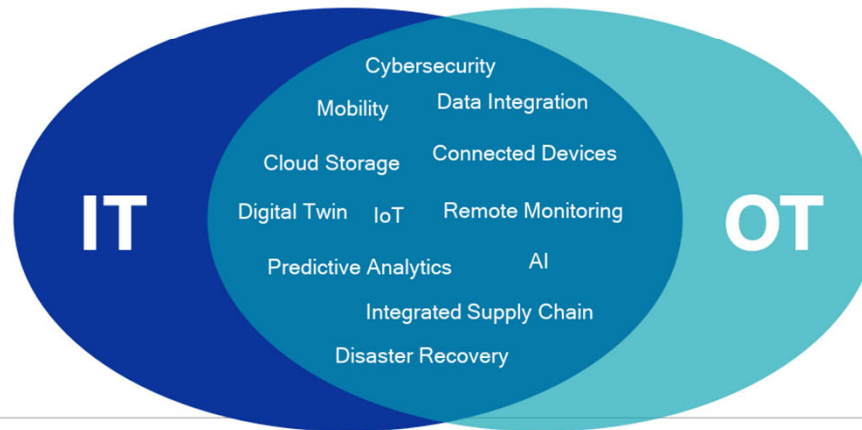 Cybersecurity
Mobility
Data Integration
Cloud Storage
Connected Devices
IT
Digital Twin
IoT
Remote Monitoring
OT
Predictive Analytics
AI
Integrated Supply Chain
Disaster Recovery